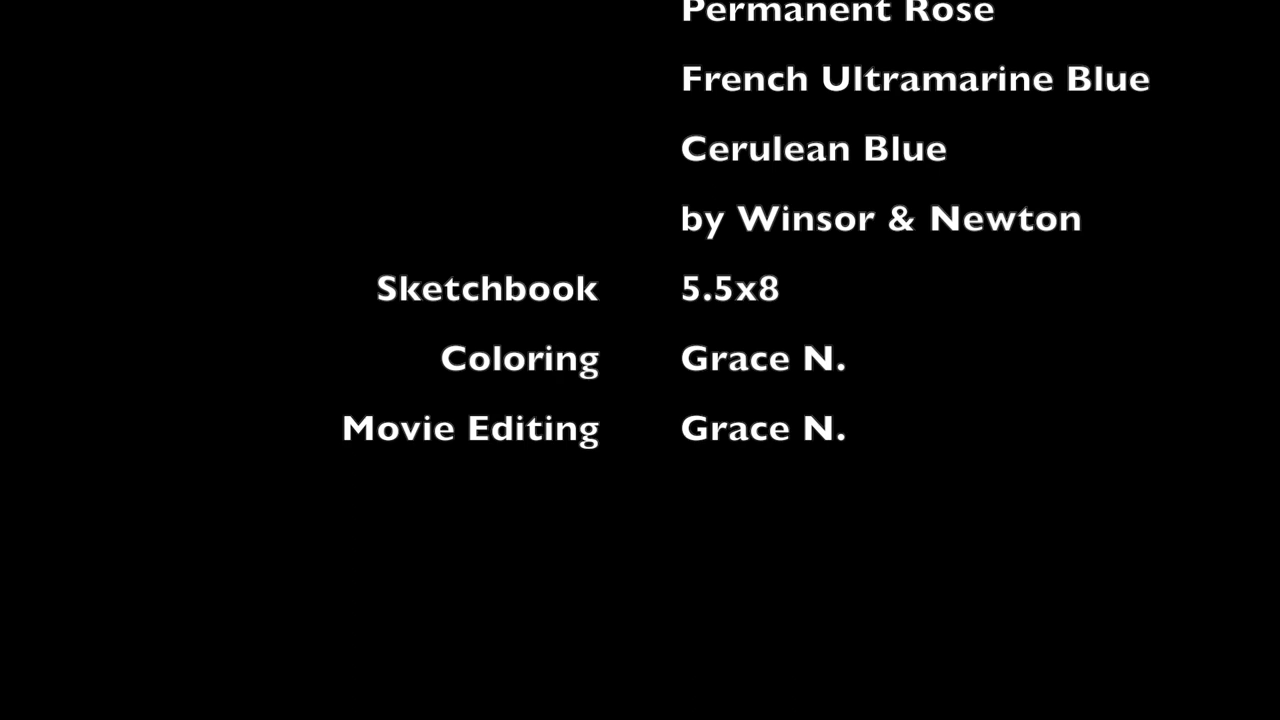 Permanent Rose
French Ultramarine Blue
Cerulean Blue
by Winsor & Newton
Sketchbook 5.5x8
Coloring Grace N.
Movie Editing Grace N.